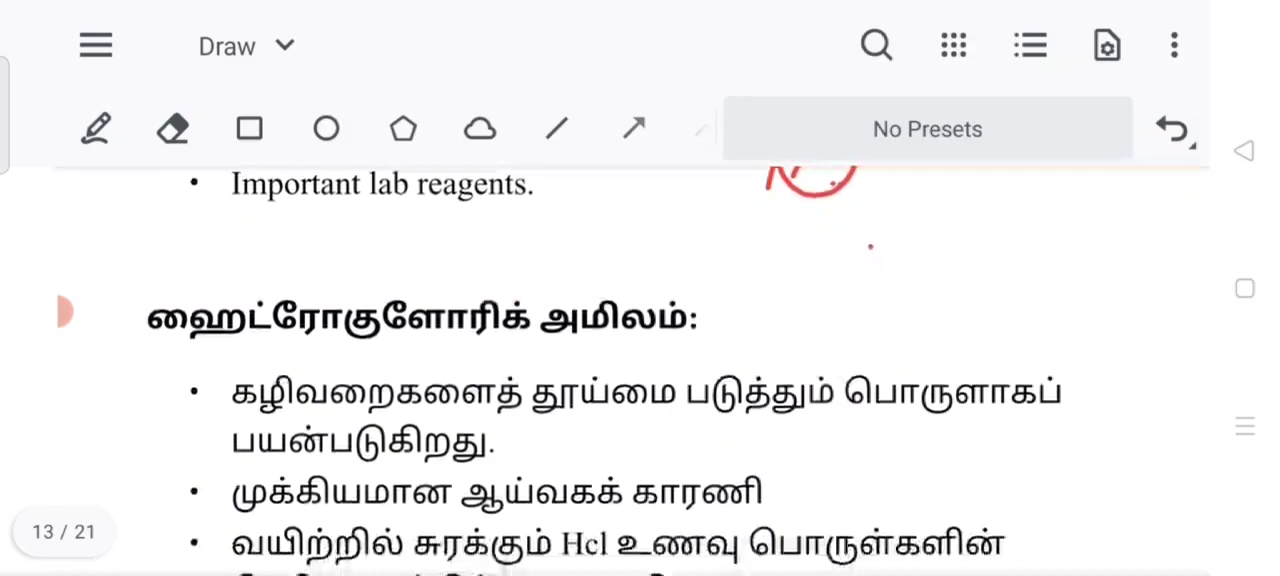 Draw
No Presets
• Important lab reagents.
ஹைட்ரோகுளோரிக் அமிலம்:
• கழிவறைகளைத் தூய்மை படுத்தும் பொருளாகப்
பயன்படுகிறது.
• முக்கியமான ஆய்வகக் காரணி
• வயிற்றில் சுரக்கும் Hcl உணவு பொருள்களின்
13 / 21